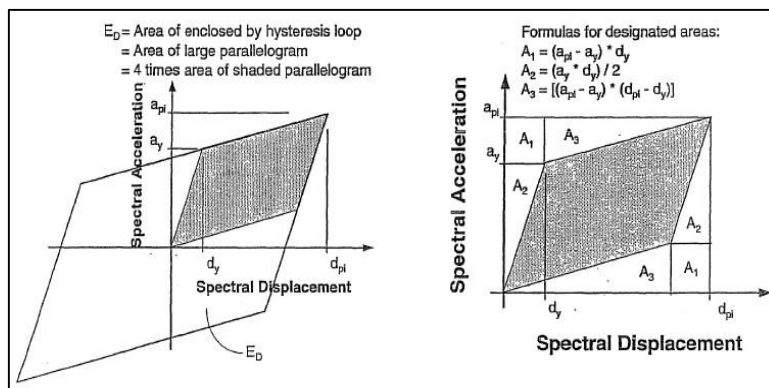 E_D = Area of enclosed by hysteresis loop
= Area of large parallelogram
= 4 times area of shaded parallelogram
Spectral Acceleration
a_pi
a_y
d_y
d_pi
Spectral Displacement
E_D
Formulas for designated areas:
A_1 = (a_pl - a_y) * d_y
A_2 = (a_y * d_y) / 2
A_3 = [(a_pl - a_y) * (d_pi - d_y)]
Spectral Acceleration
a_pi
a_y
A_1
A_3
A_2
A_2
A_3
A_1
d_y
d_pi
Spectral Displacement